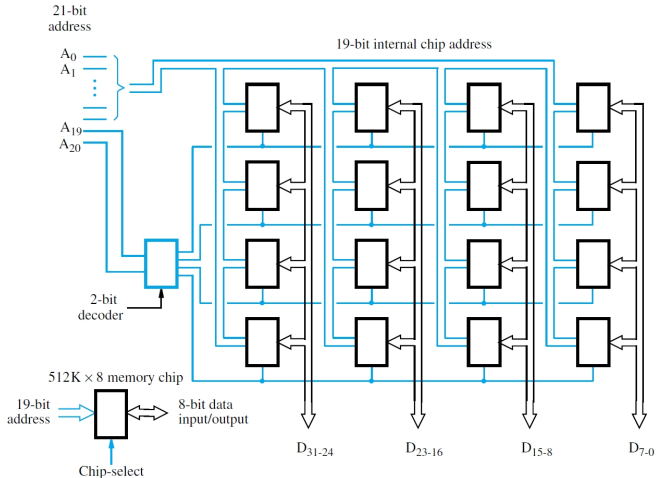 21-bit
address
A0
A1
19-bit internal chip address
A19
A20
2-bit
decoder
512K × 8 memory chip
19-bit
address
8-bit data
input/output
Chip-select
D31-24
D23-16
D15-8
D7-0